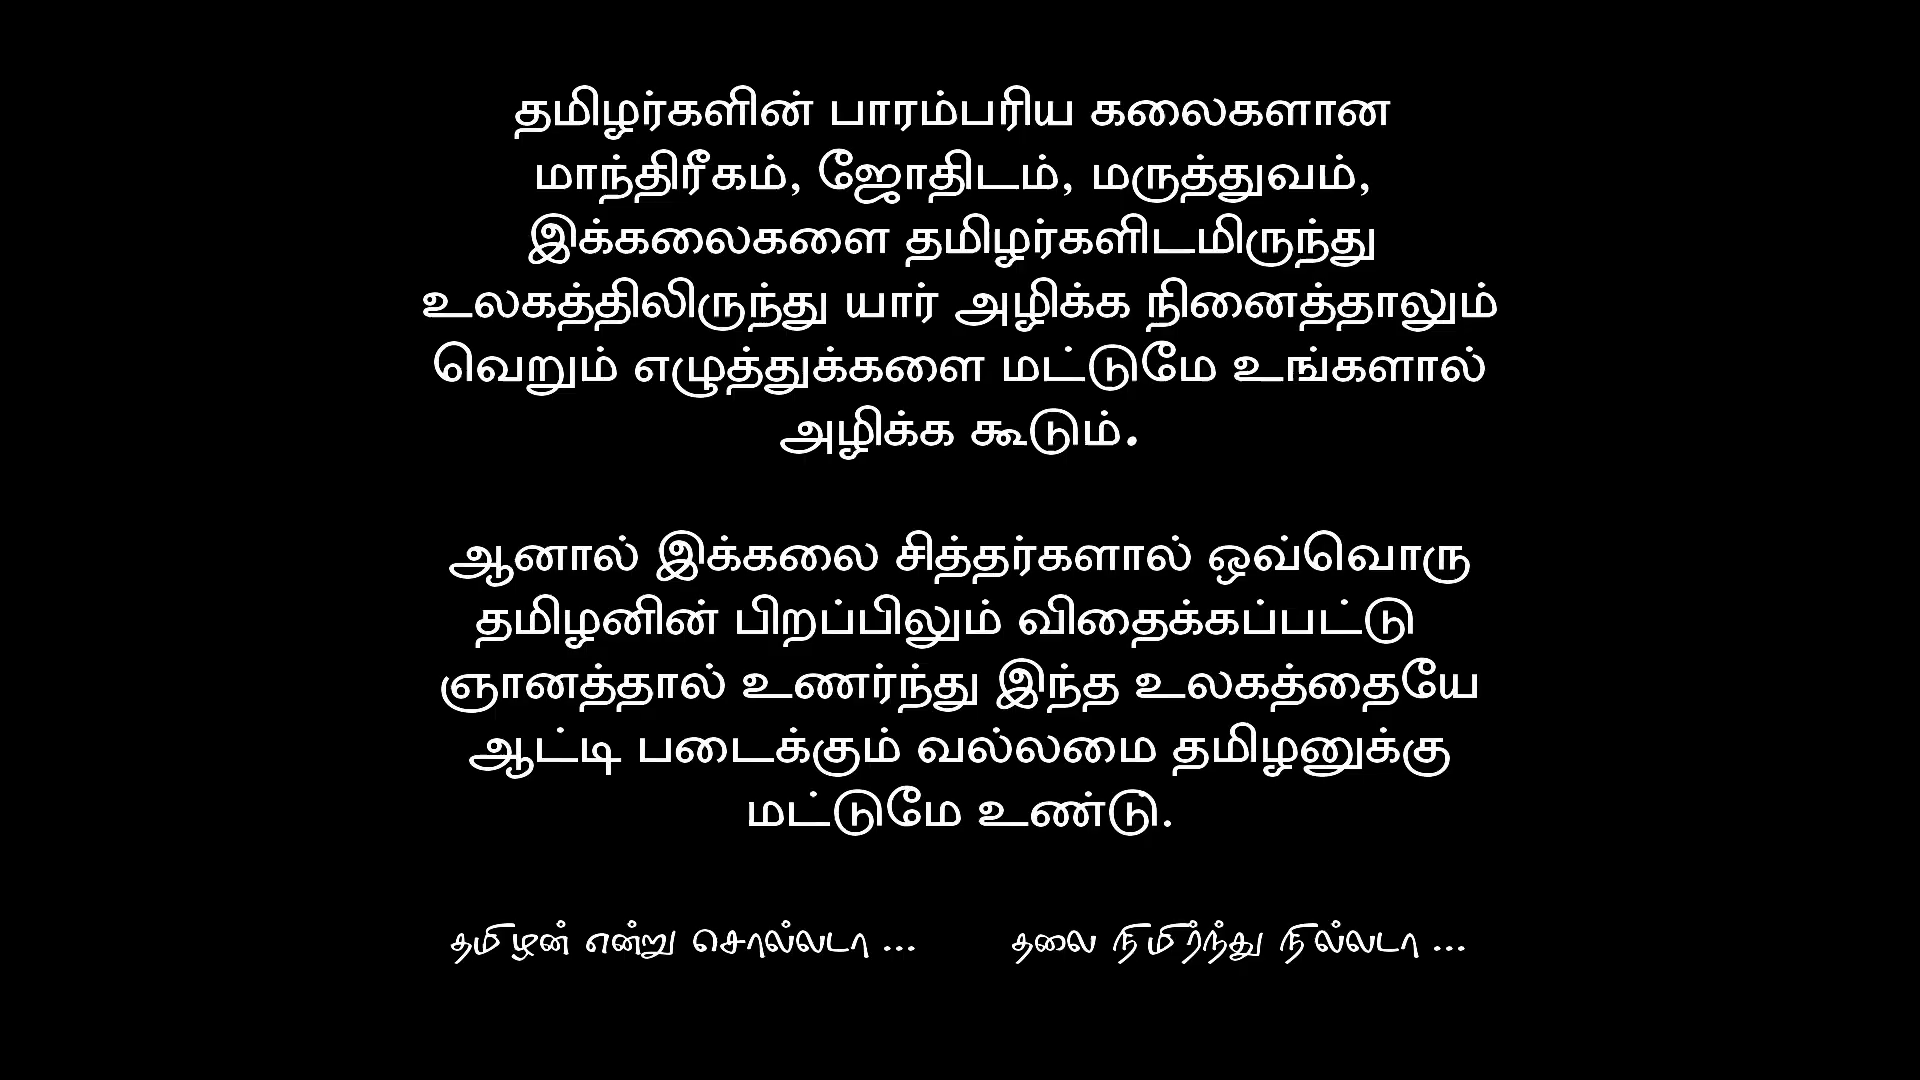 தமிழர்களின் பாரம்பரிய கலைகளான
மாந்திரீகம், ஜோதிடம், மருத்துவம்,
இக்கலைகளை தமிழர்களிடமிருந்து
உலகத்திலிருந்து யார் அழிக்க நினைத்தாலும்
வெறும் எழுத்துக்களை மட்டுமே உங்களால்
அழிக்க கூடும்.
ஆனால் இக்கலை சித்தர்களால் ஒவ்வொரு
தமிழனின் பிறப்பிலும் விதைக்கப்பட்டு
ஞானத்தால் உணர்ந்து இந்த உலகத்தையே
ஆட்டி படைக்கும் வல்லமை தமிழனுக்கு
மட்டுமே உண்டு.
தமிழன் என்று சொல்லடா ... தலை நிமிர்ந்து நில்லடா ...